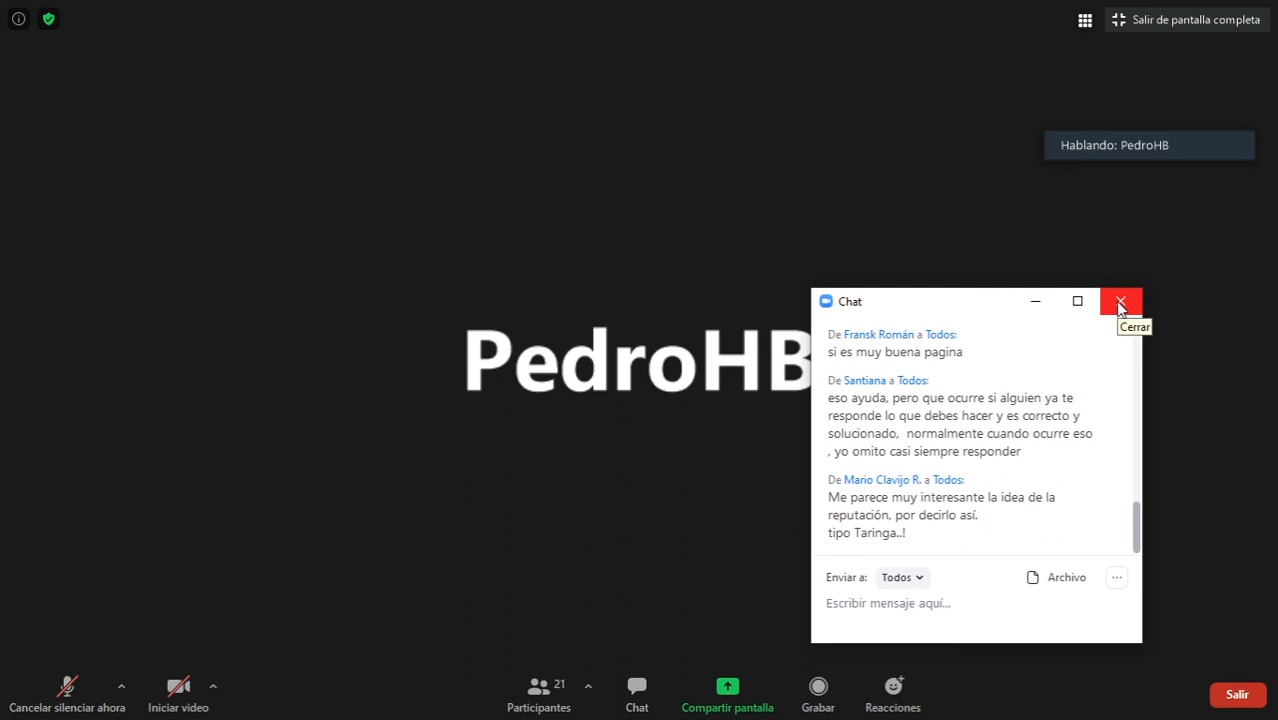 Salir de pantalla completa
Hablando: PedroHB
PedroHB
Chat
Cerrar
De Fransk Román a Todos:
si es muy buena pagina
De Santiana a Todos:
eso ayuda, pero que ocurre si alguien ya te
responde lo que debes hacer y es correcto y
solucionado, normalmente cuando ocurre eso
, yo omito casi siempre responder
De Mario Clavijo R. a Todos:
Me parece muy interesante la idea de la
reputación, por decirlo así.
tipo Taringa..!
Enviar a: Todos Archivo ...
Escribir mensaje aquí...
21
Cancelar silenciar ahora Iniciar video Participantes Chat Compartir pantalla Grabar Reacciones Salir